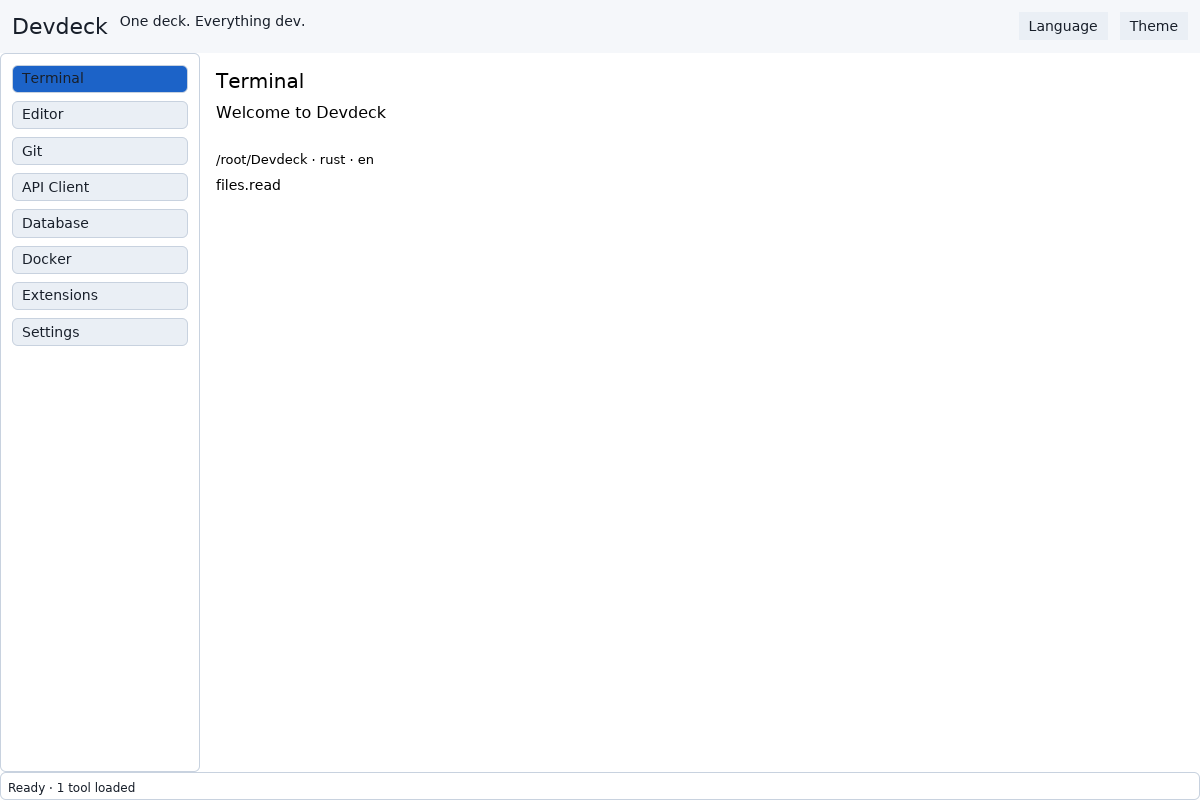 Devdeck
One deck. Everything dev.
Language
Theme
Terminal
Editor
Git
API Client
Database
Docker
Extensions
Settings
Terminal
Welcome to Devdeck
/root/Devdeck · rust · en
files.read
Ready · 1 tool loaded